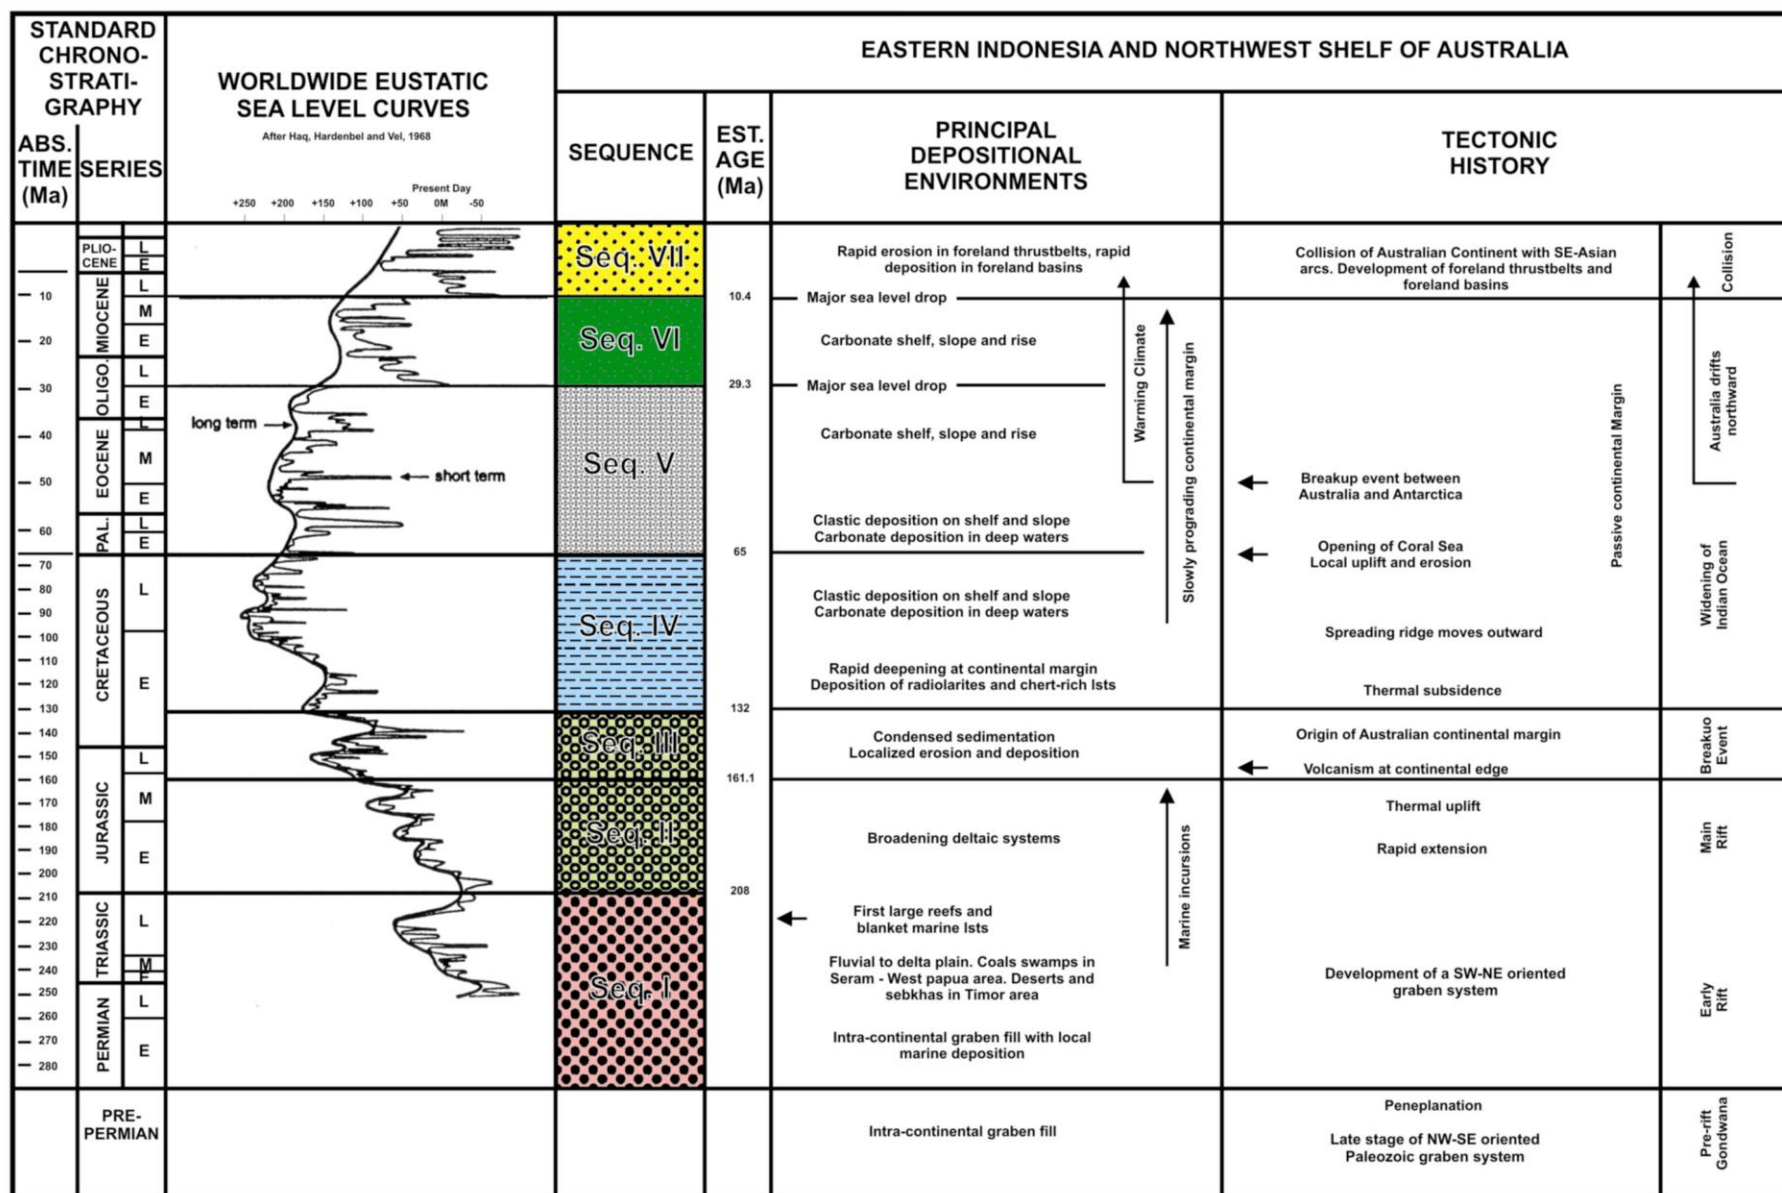 STANDARD
CHRONO-
STRATI-
GRAPHY
WORLDWIDE EUSTATIC
SEA LEVEL CURVES
After Haq, Hardenbel and Vel, 1968
EASTERN INDONESIA AND NORTHWEST SHELF OF AUSTRALIA
ABS.
TIME
(Ma)
SERIES
SEQUENCE
EST.
AGE
(Ma)
PRINCIPAL
DEPOSITIONAL
ENVIRONMENTS
TECTONIC
HISTORY
Present Day
+250 +200 +150 +100 +50 0M -50
10
20
30
40
50
60
70
80
90
100
110
120
130
140
150
160
170
180
190
200
210
220
230
240
250
260
270
280
PLIO-
CENE
L
E
MIOCENE
L
M
E
OLIGO.
L
E
EOCENE
L
M
E
PAL.
L
E
CRETACEOUS
L
E
JURASSIC
L
M
E
TRIASSIC
L
M
E
PERMIAN
L
E
PRE-
PERMIAN
long term
short term
Seq. VII
Seq. VI
Seq. V
Seq. IV
Seq. III
Seq. II
Seq. I
10.4
29.3
65
132
161.1
208
Rapid erosion in foreland thrustbelts, rapid
deposition in foreland basins
Major sea level drop
Carbonate shelf, slope and rise
Major sea level drop
Carbonate shelf, slope and rise
Clastic deposition on shelf and slope
Carbonate deposition in deep waters
Clastic deposition on shelf and slope
Carbonate deposition in deep waters
Rapid deepening at continental margin
Deposition of radiolarites and chert-rich lsts
Condensed sedimentation
Localized erosion and deposition
Broadening deltaic systems
First large reefs and
blanket marine lsts
Fluvial to delta plain. Coals swamps in
Seram - West papua area. Deserts and
sebkhas in Timor area
Intra-continental graben fill with local
marine deposition
Intra-continental graben fill
Warming Climate
Slowly prograding continental margin
Marine incursions
Collision of Australian Continent with SE-Asian
arcs. Development of foreland thrustbelts and
foreland basins
Breakup event between
Australia and Antarctica
Opening of Coral Sea
Local uplift and erosion
Spreading ridge moves outward
Thermal subsidence
Origin of Australian continental margin
Volcanism at continental edge
Thermal uplift
Rapid extension
Development of a SW-NE oriented
graben system
Peneplanation
Late stage of NW-SE oriented
Paleozoic graben system
Passive continental Margin
Collision
Australia drifts
northward
Widening of
Indian Ocean
Breakuo
Event
Main
Rift
Early
Rift
Pre-rift
Gondwana